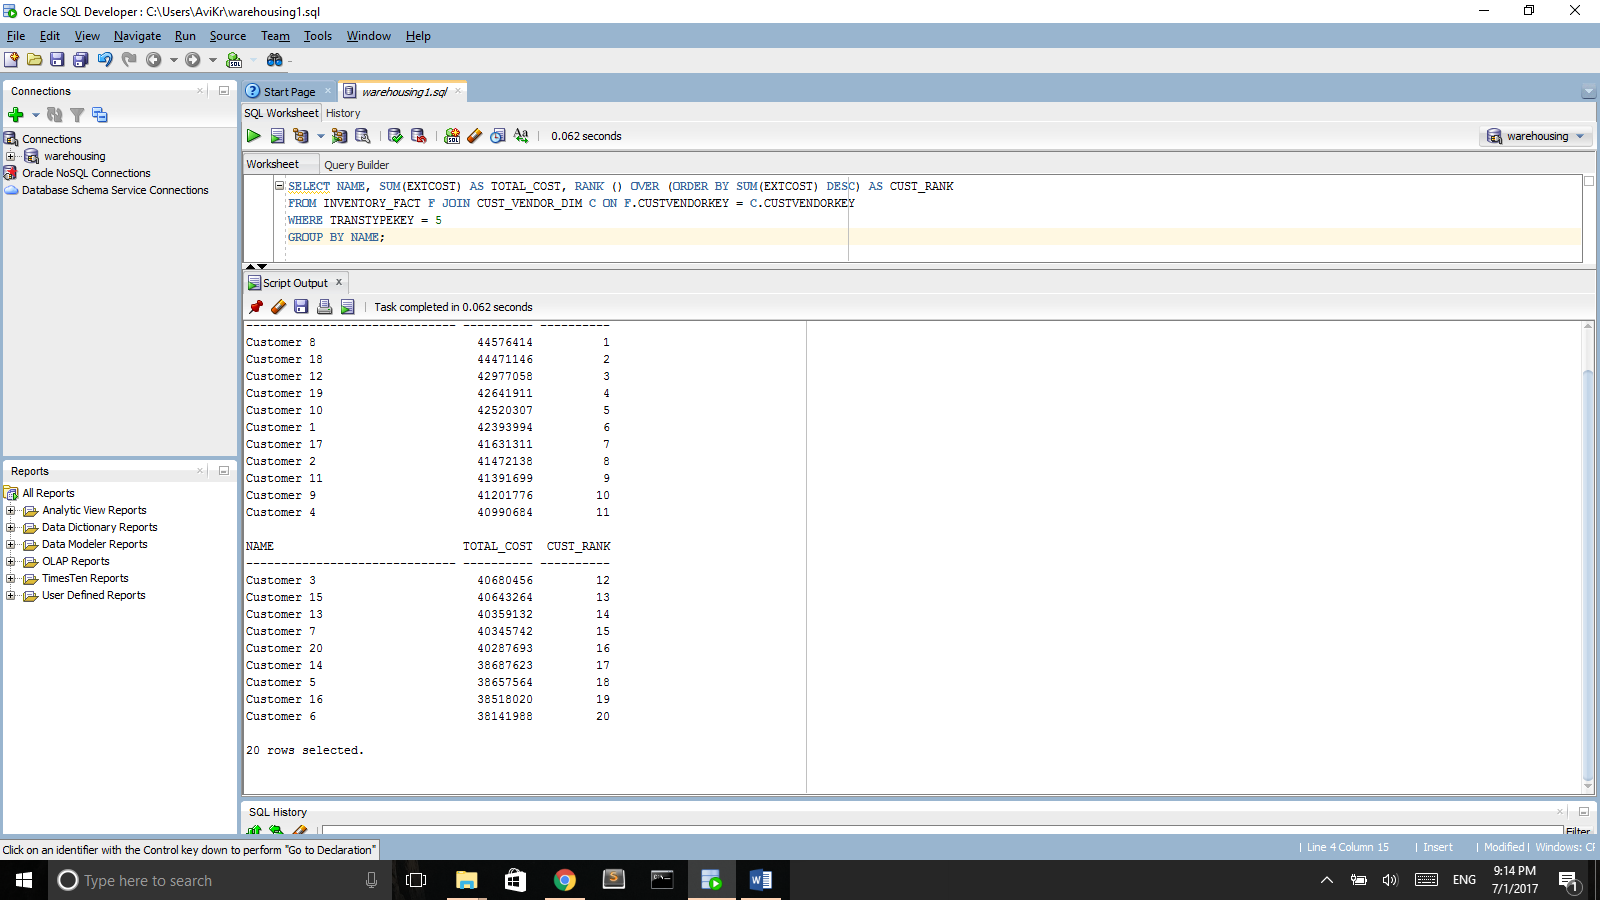 Oracle SQL Developer : C:\Users\AviKr\warehousing1.sql
File Edit View Navigate Run Source Team Tools Window Help
Connections
Connections
warehousing
Oracle NoSQL Connections
Database Schema Service Connections
Reports
All Reports
Analytic View Reports
Data Dictionary Reports
Data Modeler Reports
OLAP Reports
TimesTen Reports
User Defined Reports
Start Page warehousing1.sql
SQL Worksheet History
0.062 seconds
warehousing
Worksheet Query Builder
SELECT NAME, SUM(EXTCOST) AS TOTAL_COST, RANK () OVER (ORDER BY SUM(EXTCOST) DESC) AS CUST_RANK
FROM INVENTORY_FACT F JOIN CUST_VENDOR_DIM C ON F.CUSTVENDORKEY = C.CUSTVENDORKEY
WHERE TRANSTYPEKEY = 5
GROUP BY NAME;
Script Output x
Task completed in 0.062 seconds
------------------------------ ---------- ----------
Customer 8 44576414 1
Customer 18 44471146 2
Customer 12 42977058 3
Customer 19 42641911 4
Customer 10 42520307 5
Customer 1 42393994 6
Customer 17 41631311 7
Customer 2 41472138 8
Customer 11 41391699 9
Customer 9 41201776 10
Customer 4 40990684 11
NAME TOTAL_COST CUST_RANK
------------------------------ ---------- ----------
Customer 3 40680456 12
Customer 15 40643264 13
Customer 13 40359132 14
Customer 7 40345742 15
Customer 20 40287693 16
Customer 14 38687623 17
Customer 5 38657564 18
Customer 16 38518020 19
Customer 6 38141988 20
20 rows selected.
SQL History
Filter
Click on an identifier with the Control key down to perform "Go to Declaration"
Line 4 Column 15 Insert Modified Windows: CF
Type here to search
ENG
9:14 PM
7/1/2017
1